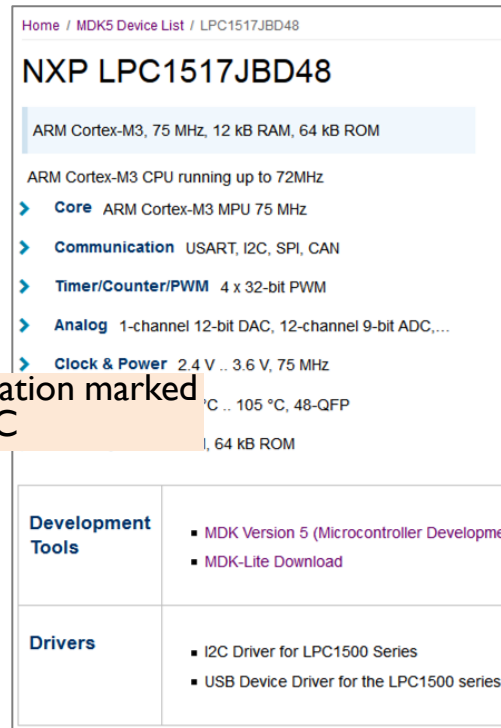 Home / MDK5 Device List / LPC1517JBD48
NXP LPC1517JBD48
ARM Cortex-M3, 75 MHz, 12 kB RAM, 64 kB ROM
ARM Cortex-M3 CPU running up to 72MHz
Core ARM Cortex-M3 MPU 75 MHz
Communication USART, I2C, SPI, CAN
Timer/Counter/PWM 4 x 32-bit PWM
Analog 1-channel 12-bit DAC, 12-channel 9-bit ADC,...
Clock & Power 2.4 V .. 3.6 V, 75 MHz
ation marked
°C .. 105 °C, 48-QFP
C
, 64 kB ROM
Development
Tools
▪ MDK Version 5 (Microcontroller Developme
▪ MDK-Lite Download
Drivers
▪ I2C Driver for LPC1500 Series
▪ USB Device Driver for the LPC1500 series